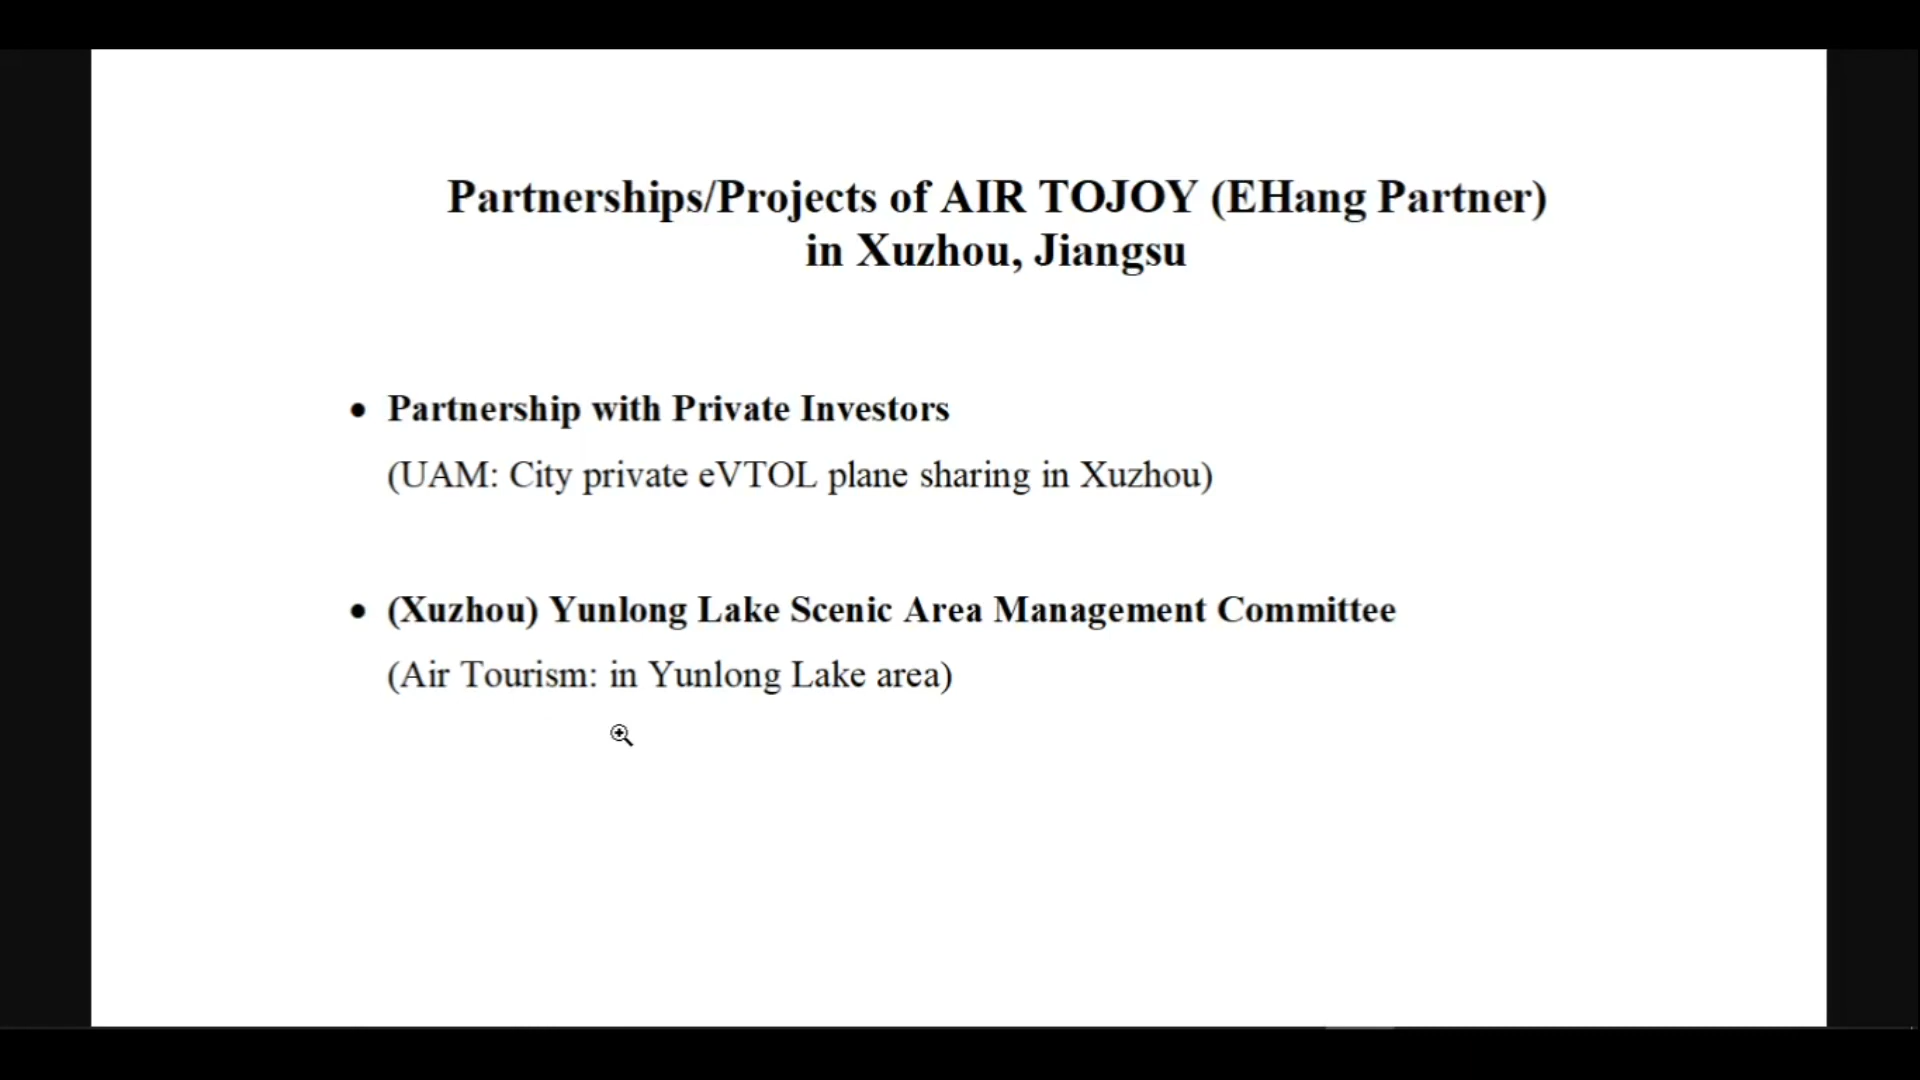 Partnerships/Projects of AIR TOJOY (EHang Partner)
in Xuzhou, Jiangsu
• Partnership with Private Investors
(UAM: City private eVTOL plane sharing in Xuzhou)
• (Xuzhou) Yunlong Lake Scenic Area Management Committee
(Air Tourism: in Yunlong Lake area)